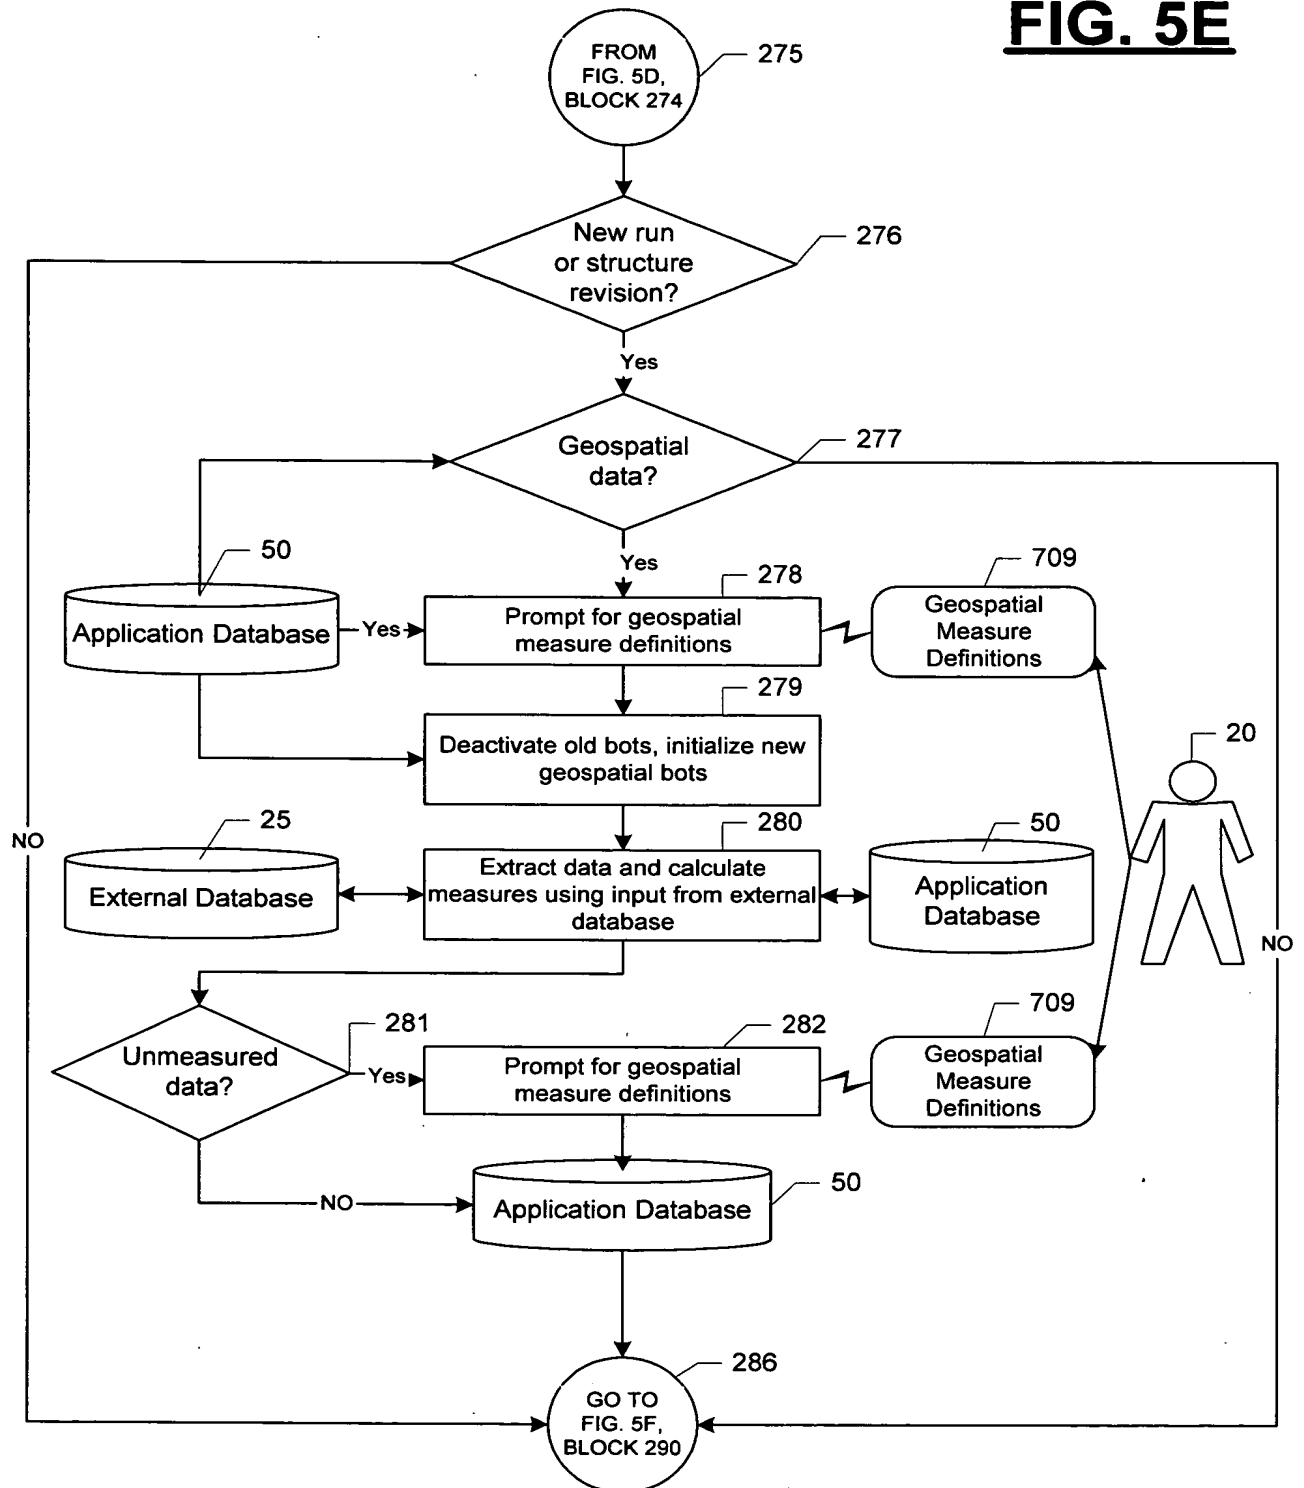 FIG. 5E
FROM
FIG. 5D,
BLOCK 274
275
New run
or structure
revision?
276
Yes
Geospatial
data?
277
Yes
50
Application Database
Yes
278
Prompt for geospatial
measure definitions
709
Geospatial
Measure
Definitions
279
Deactivate old bots, initialize new
geospatial bots
20
NO
25
External Database
280
Extract data and calculate
measures using input from external
database
50
Application
Database
NO
281
Unmeasured
data?
Yes
282
Prompt for geospatial
measure definitions
709
Geospatial
Measure
Definitions
NO
50
Application Database
286
GO TO
FIG. 5F,
BLOCK 290